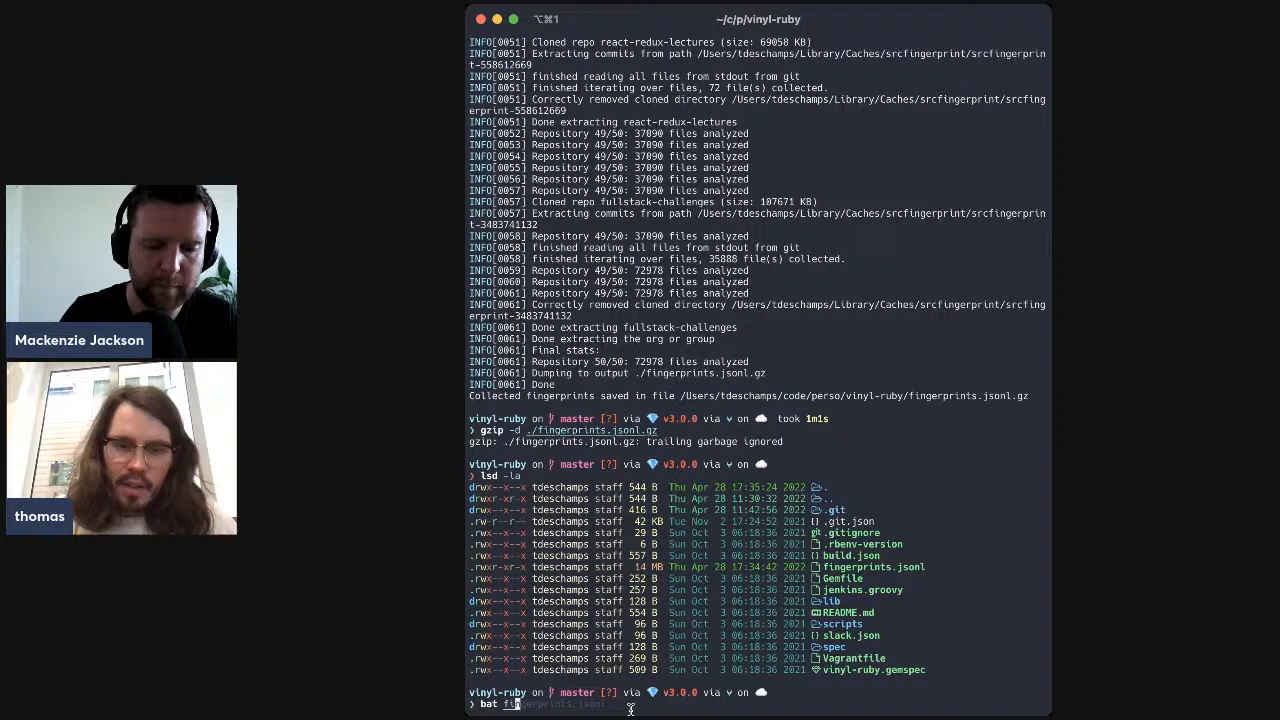 ⌥⌘1
~/c/p/vinyl-ruby
INFO[0051] Cloned repo react-redux-lectures (size: 69058 KB)
INFO[0051] Extracting commits from path /Users/tdeschamps/Library/Caches/srcfingerprint/srcfingerprin
t-558612669
INFO[0051] finished reading all files from stdout from git
INFO[0051] finished iterating over files, 72 file(s) collected.
INFO[0051] Correctly removed cloned directory /Users/tdeschamps/Library/Caches/srcfingerprint/srcfing
erprint-558612669
INFO[0051] Done extracting react-redux-lectures
INFO[0052] Repository 49/50: 37090 files analyzed
INFO[0053] Repository 49/50: 37090 files analyzed
INFO[0054] Repository 49/50: 37090 files analyzed
INFO[0055] Repository 49/50: 37090 files analyzed
INFO[0056] Repository 49/50: 37090 files analyzed
INFO[0057] Repository 49/50: 37090 files analyzed
INFO[0057] Cloned repo fullstack-challenges (size: 107671 KB)
INFO[0057] Extracting commits from path /Users/tdeschamps/Library/Caches/srcfingerprint/srcfingerprin
t-3483741132
INFO[0058] Repository 49/50: 37090 files analyzed
INFO[0058] finished reading all files from stdout from git
INFO[0058] finished iterating over files, 35888 file(s) collected.
INFO[0059] Repository 49/50: 72978 files analyzed
INFO[0060] Repository 49/50: 72978 files analyzed
INFO[0061] Repository 49/50: 72978 files analyzed
INFO[0061] Correctly removed cloned directory /Users/tdeschamps/Library/Caches/srcfingerprint/srcfing
erprint-3483741132
INFO[0061] Done extracting fullstack-challenges
INFO[0061] Done extracting the org or group
INFO[0061] Final stats:
INFO[0061] Repository 50/50: 72978 files analyzed
INFO[0061] Dumping to output ./fingerprints.jsonl.gz
INFO[0061] Done
Collected fingerprints saved in file /Users/tdeschamps/code/perso/vinyl-ruby/fingerprints.jsonl.gz
vinyl-ruby on master [?] via 💎 v3.0.0 via on ☁️ took 1m1s
❯ gzip -d ./fingerprints.jsonl.gz
gzip: ./fingerprints.jsonl.gz: trailing garbage ignored
vinyl-ruby on master [?] via 💎 v3.0.0 via on ☁️
❯ lsd -la
drwx--x--x tdeschamps staff 544 B Thu Apr 28 17:35:24 2022 .
drwxr-xr-x tdeschamps staff 544 B Thu Apr 28 11:30:32 2022 ..
drwx--x--x tdeschamps staff 416 B Thu Apr 28 11:42:56 2022 .git
.rw-r--r-- tdeschamps staff 42 KB Tue Nov 2 17:24:52 2021 {} .git.json
.rwx--x--x tdeschamps staff 29 B Sun Oct 3 06:18:36 2021 .gitignore
.rwx--x--x tdeschamps staff 6 B Sun Oct 3 06:18:36 2021 .rbenv-version
.rwx--x--x tdeschamps staff 557 B Sun Oct 3 06:18:36 2021 {} build.json
.rwxr-xr-x tdeschamps staff 14 MB Thu Apr 28 17:34:42 2022 fingerprints.jsonl
.rwx--x--x tdeschamps staff 252 B Sun Oct 3 06:18:36 2021 Gemfile
.rwx--x--x tdeschamps staff 257 B Sun Oct 3 06:18:36 2021 jenkins.groovy
drwx--x--x tdeschamps staff 128 B Sun Oct 3 06:18:36 2021 lib
.rwx--x--x tdeschamps staff 554 B Sun Oct 3 06:18:36 2021 README.md
drwx--x--x tdeschamps staff 96 B Sun Oct 3 06:18:36 2021 scripts
.rwx--x--x tdeschamps staff 96 B Sun Oct 3 06:18:36 2021 {} slack.json
drwx--x--x tdeschamps staff 128 B Sun Oct 3 06:18:36 2021 spec
.rwx--x--x tdeschamps staff 269 B Sun Oct 3 06:18:36 2021 Vagrantfile
.rwx--x--x tdeschamps staff 509 B Sun Oct 3 06:18:36 2021 vinyl-ruby.gemspec
vinyl-ruby on master [?] via 💎 v3.0.0 via on ☁️
❯ bat fingerprints.jsonl
Mackenzie Jackson
thomas